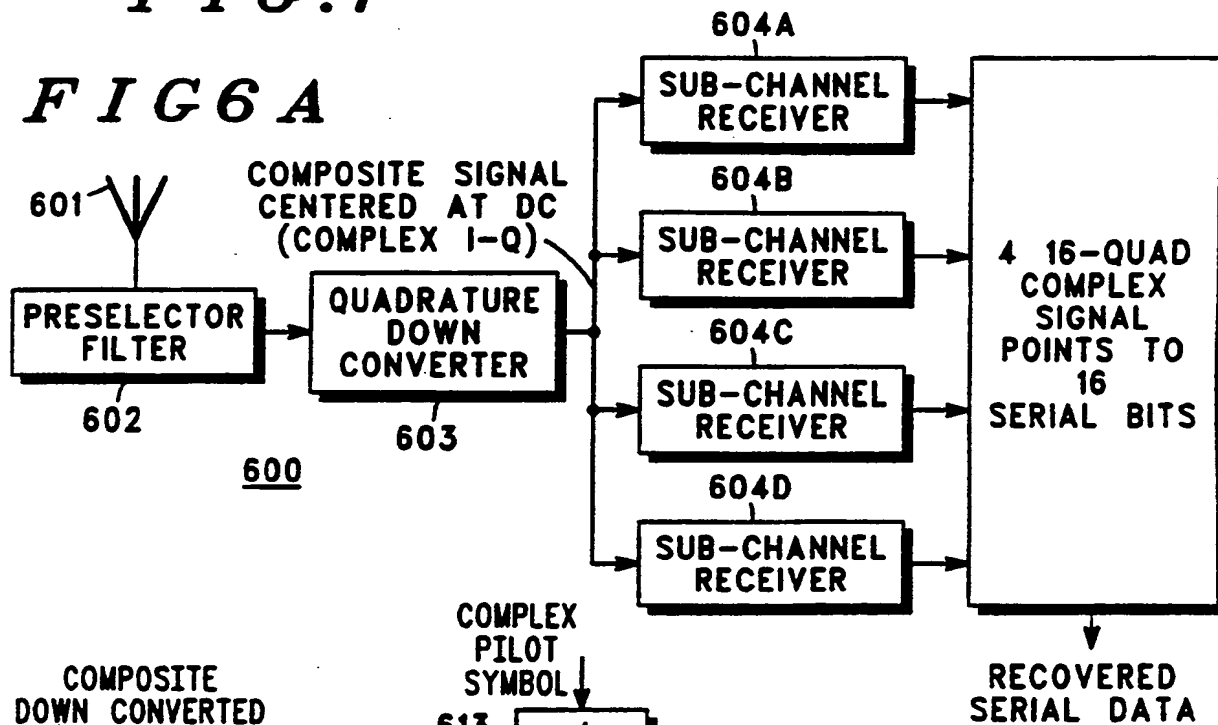 FIG6A
604A
SUB-CHANNEL
RECEIVER
601
COMPOSITE SIGNAL
CENTERED AT DC
(COMPLEX I-Q)
604B
SUB-CHANNEL
RECEIVER
PRESELECTOR
FILTER
602
QUADRATURE
DOWN
CONVERTER
603
604C
SUB-CHANNEL
RECEIVER
4 16-QUAD
COMPLEX
SIGNAL
POINTS TO
16
SERIAL BITS
600
604D
SUB-CHANNEL
RECEIVER
RECOVERED
SERIAL DATA
COMPLEX
PILOT
SYMBOL
COMPOSITE
DOWN CONVERTED
613